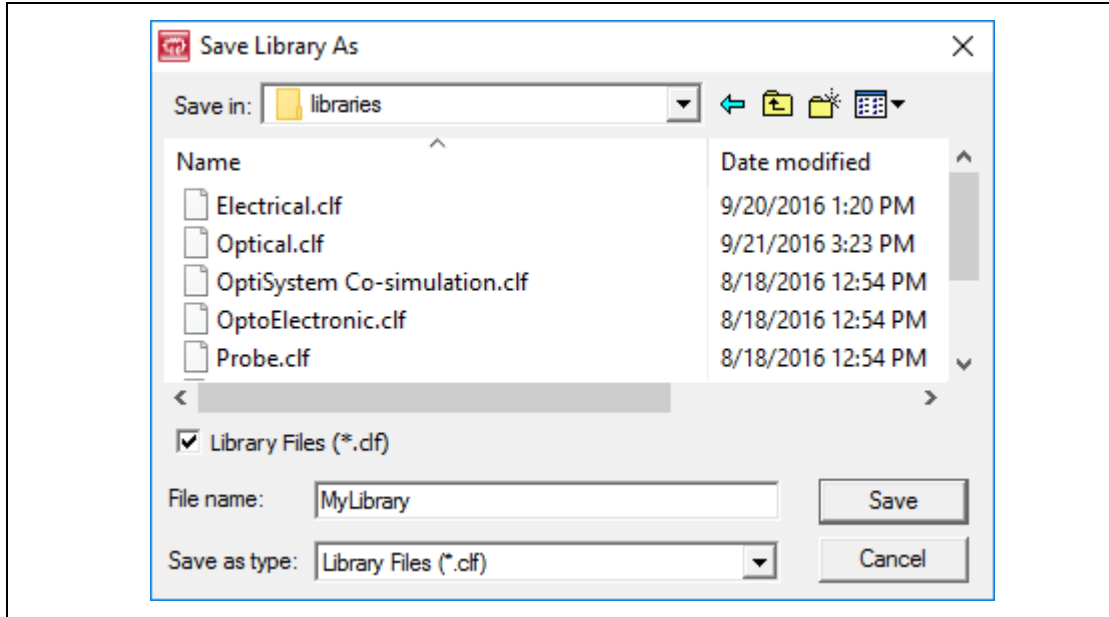 Save Library As
Save in: libraries
Name Date modified
Electrical.clf 9/20/2016 1:20 PM
Optical.clf 9/21/2016 3:23 PM
OptiSystem Co-simulation.clf 8/18/2016 12:54 PM
OptoElectronic.clf 8/18/2016 12:54 PM
Probe.clf 8/18/2016 12:54 PM
Library Files (*.clf)
File name: MyLibrary Save
Save as type: Library Files (*.clf) Cancel